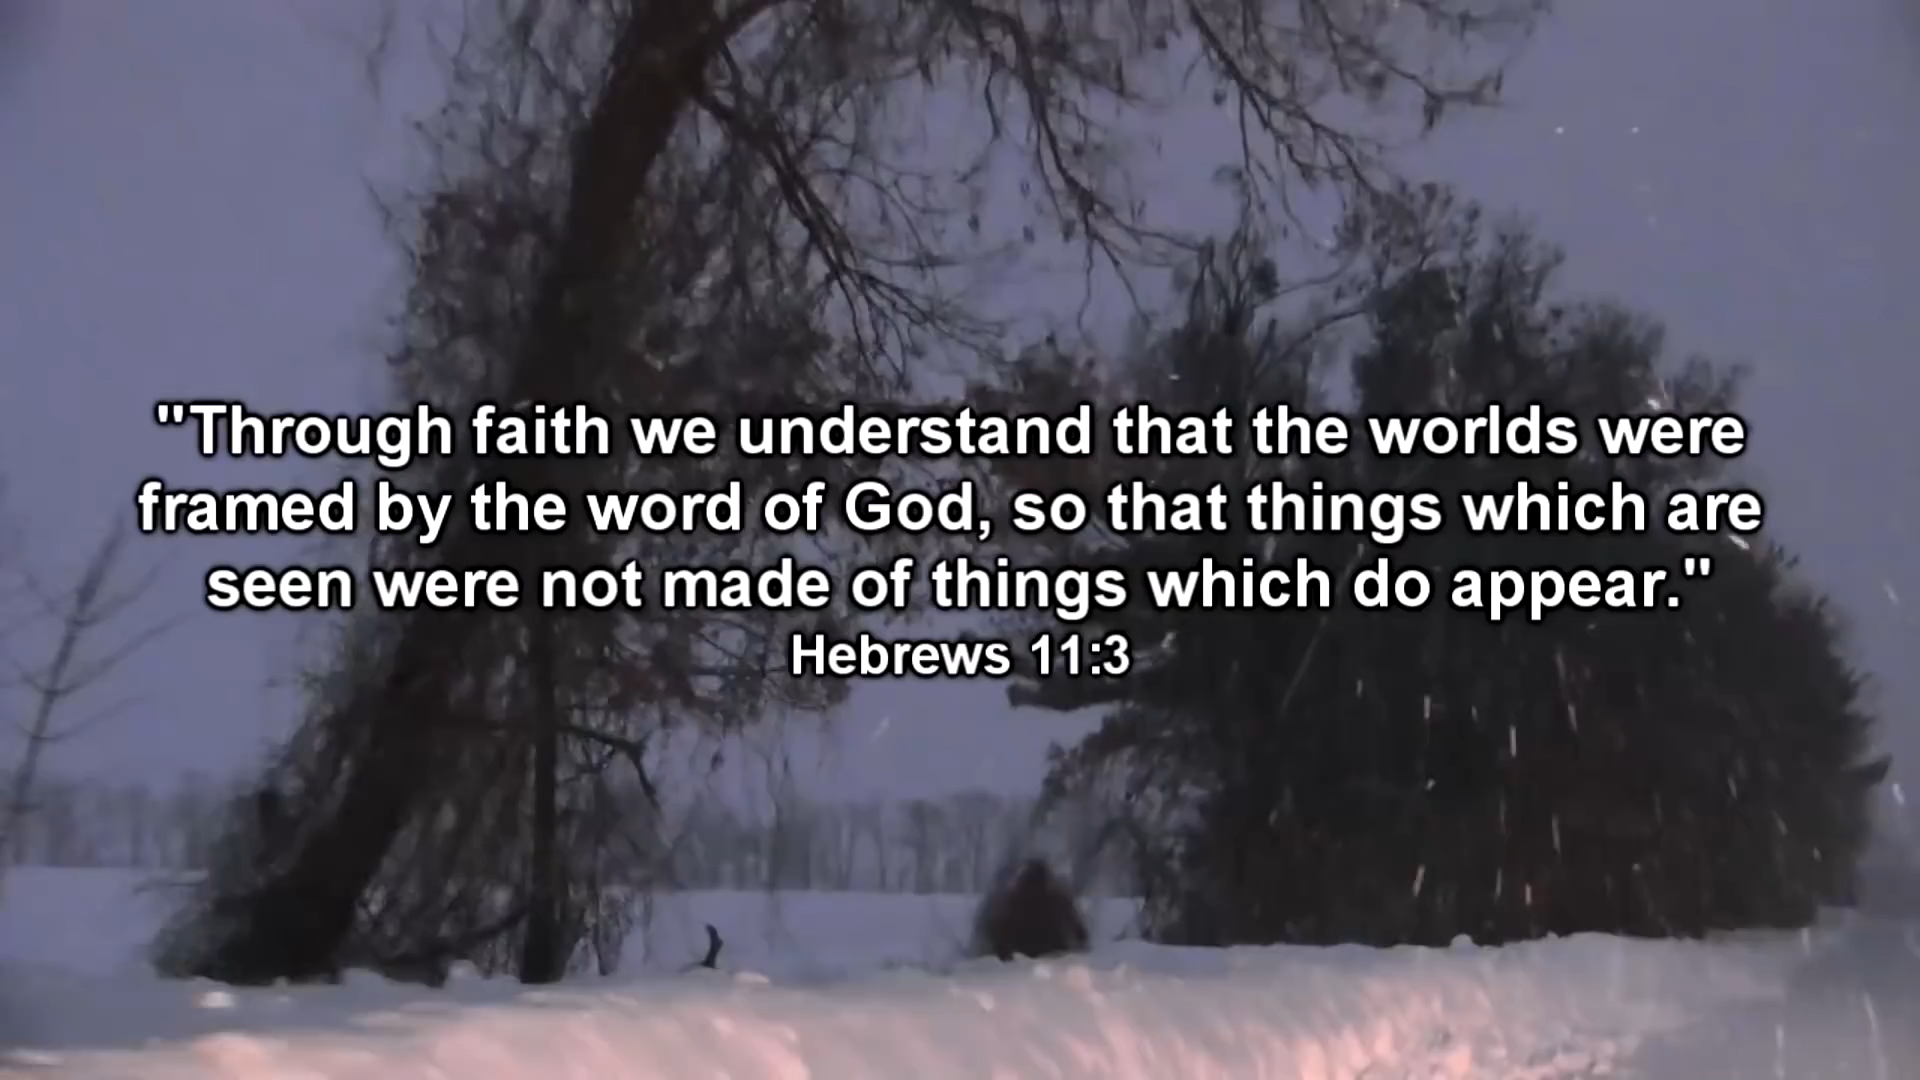 "Through faith we understand that the worlds were
framed by the word of God, so that things which are
seen were not made of things which do appear."
Hebrews 11:3